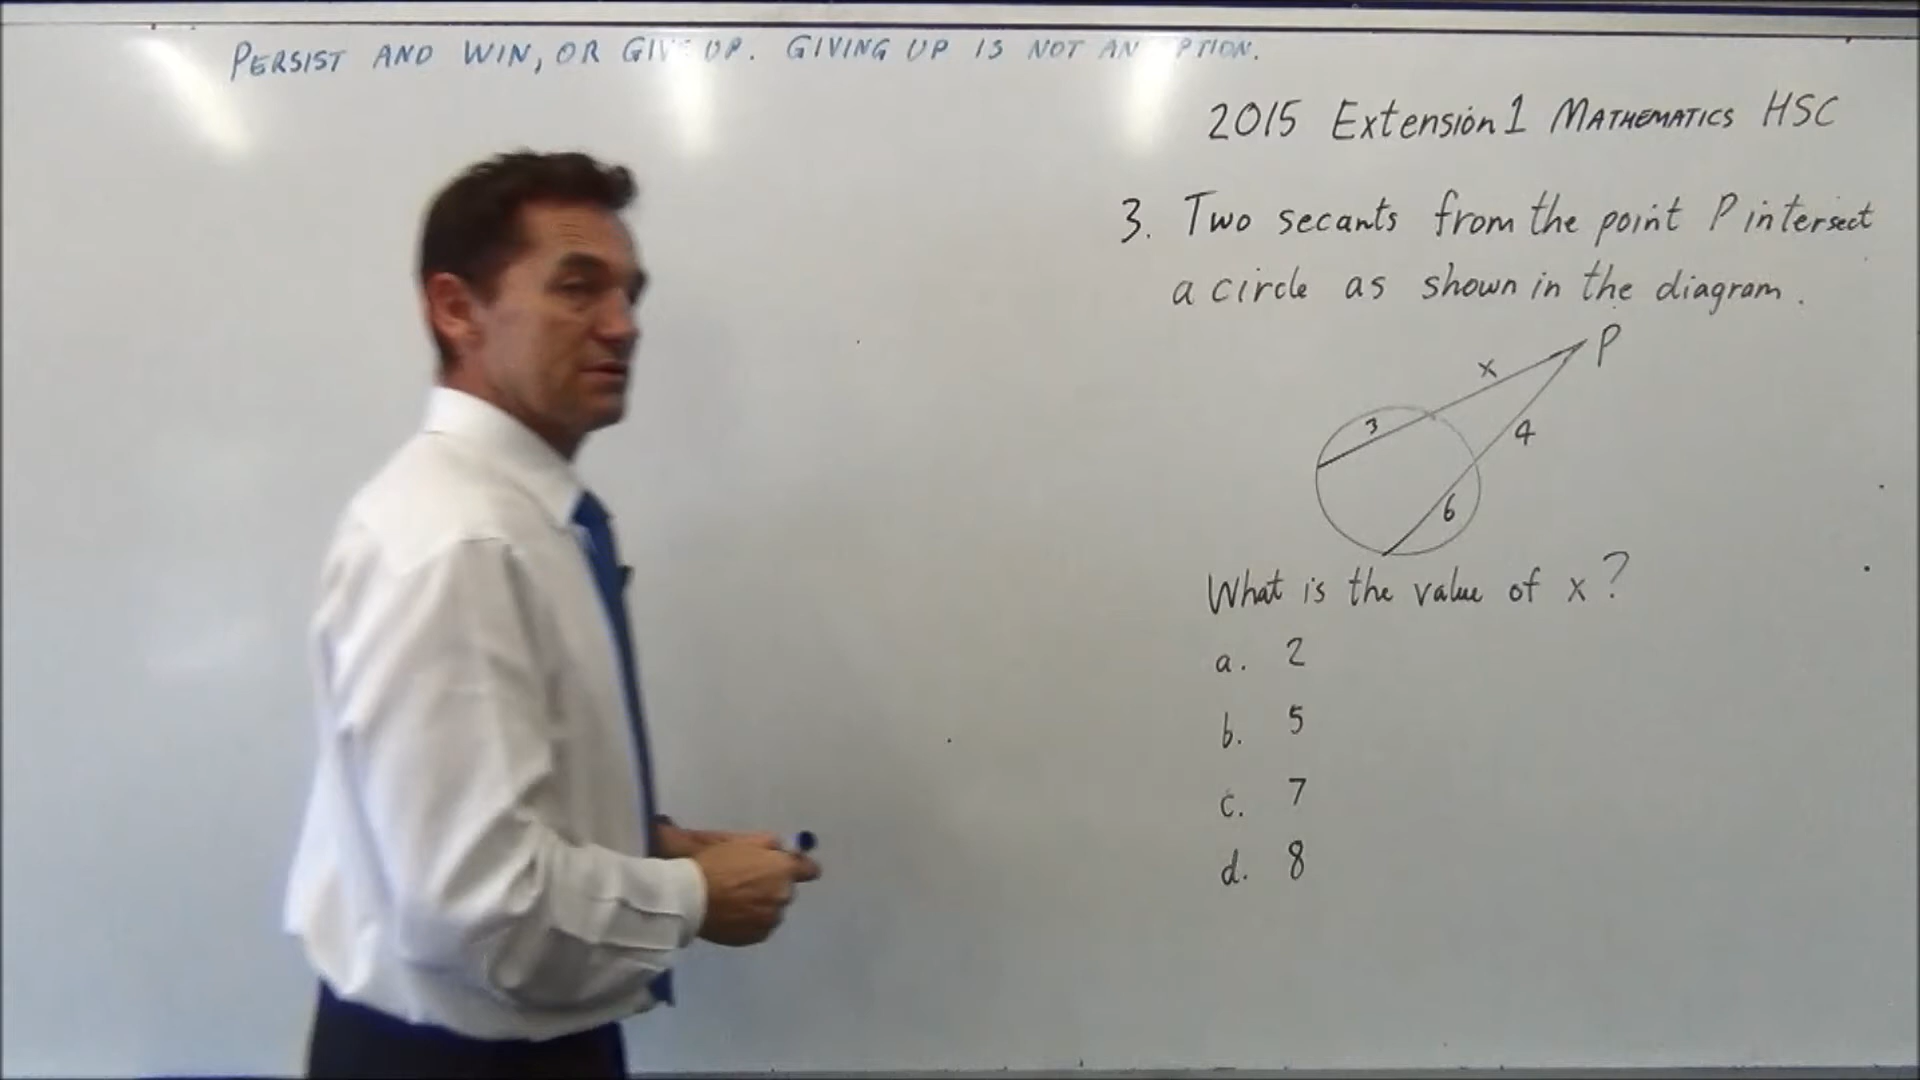 PERSIST AND WIN, OR GIVE UP. GIVING UP IS NOT AN OPTION.
2015 Extension 1 MATHEMATICS HSC
3. Two secants from the point P intersect
a circle as shown in the diagram.
P
x
3
4
6
What is the value of x?
a. 2
b. 5
c. 7
d. 8